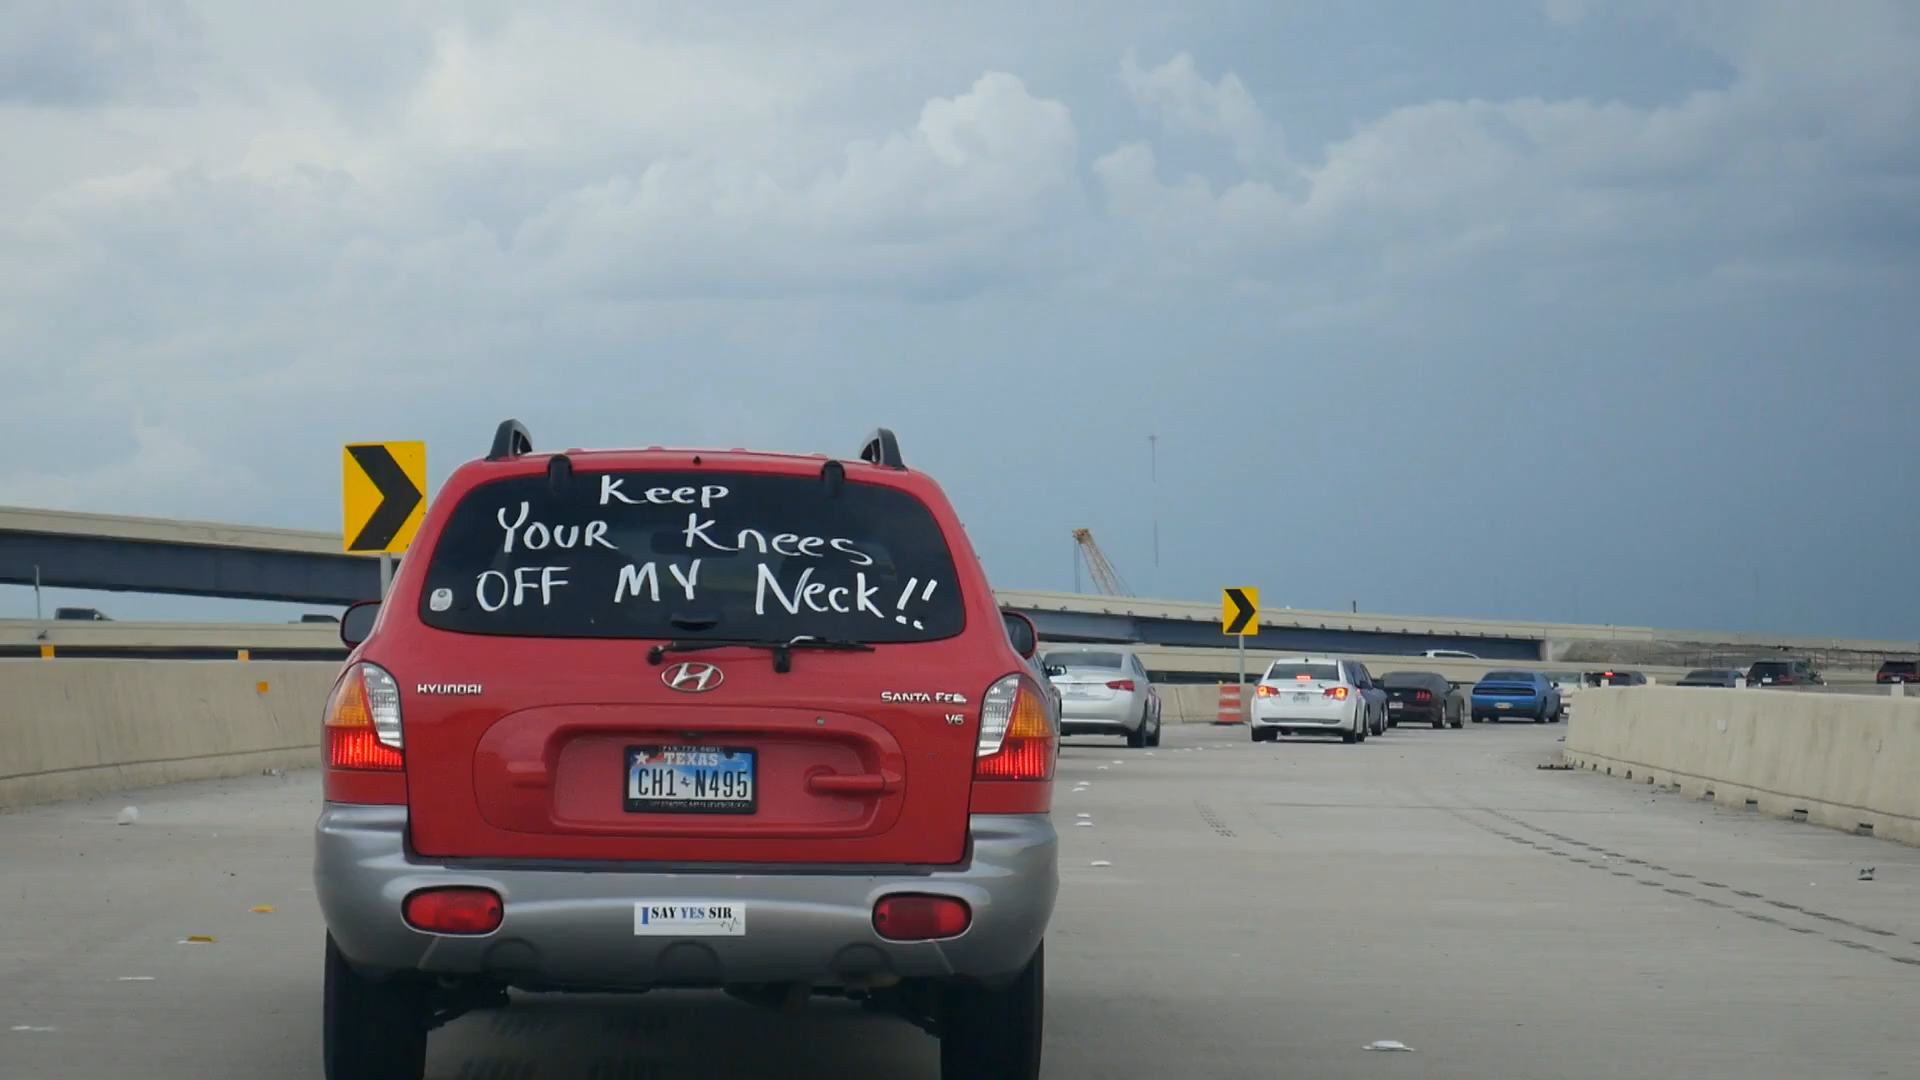 Keep
YOUR Knees
OFF MY Neck!!
HYUNDAI
SANTA FE
V6
TEXAS
CH1 N495
I SAY YES SIR